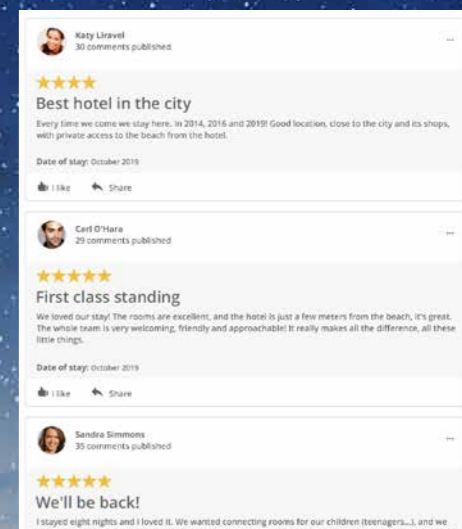 Katy Liravel
30 comments published
...
Best hotel in the city
Every time we come we stay here. In 2014, 2016 and 2019! Good location, close to the city and its shops,
with private access to the beach from the hotel.
Date of stay: October 2019
I like Share
Carl O'Hara
29 comments published
...
First class standing
We loved our stay! The rooms are excellent, and the hotel is just a few meters from the beach, it's great.
The whole team is very welcoming, friendly and approachable! It really makes all the difference, all these
little things.
Date of stay: October 2019
I like Share
Sandra Simmons
35 comments published
...
We'll be back!
I stayed eight nights and I loved it. We wanted connecting rooms for our children (teenagers...), and we